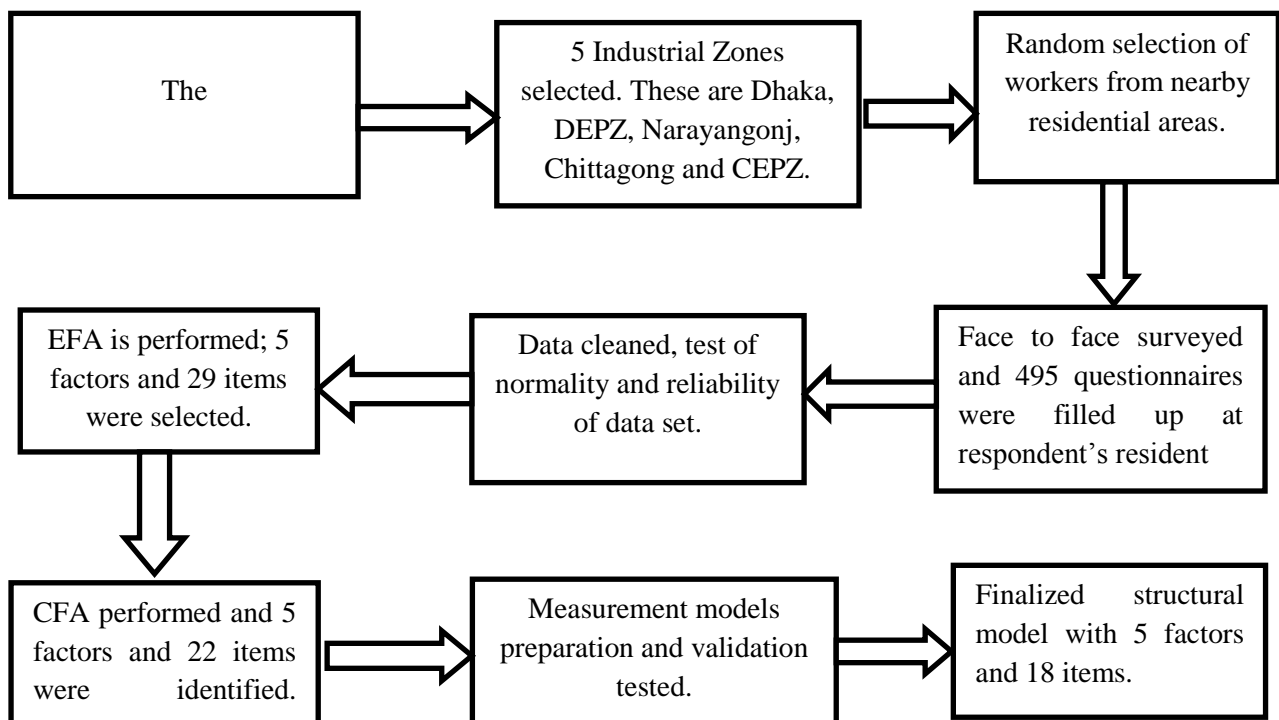 The
5 Industrial Zones
selected. These are Dhaka,
DEPZ, Narayangonj,
Chittagong and CEPZ.
Random selection of
workers from nearby
residential areas.
Face to face surveyed
and 495 questionnaires
were filled up at
respondent’s resident
Data cleaned, test of
normality and reliability
of data set.
EFA is performed; 5
factors and 29 items
were selected.
CFA performed and 5
factors and 22 items
were identified.
Measurement models
preparation and validation
tested.
Finalized structural
model with 5 factors
and 18 items.